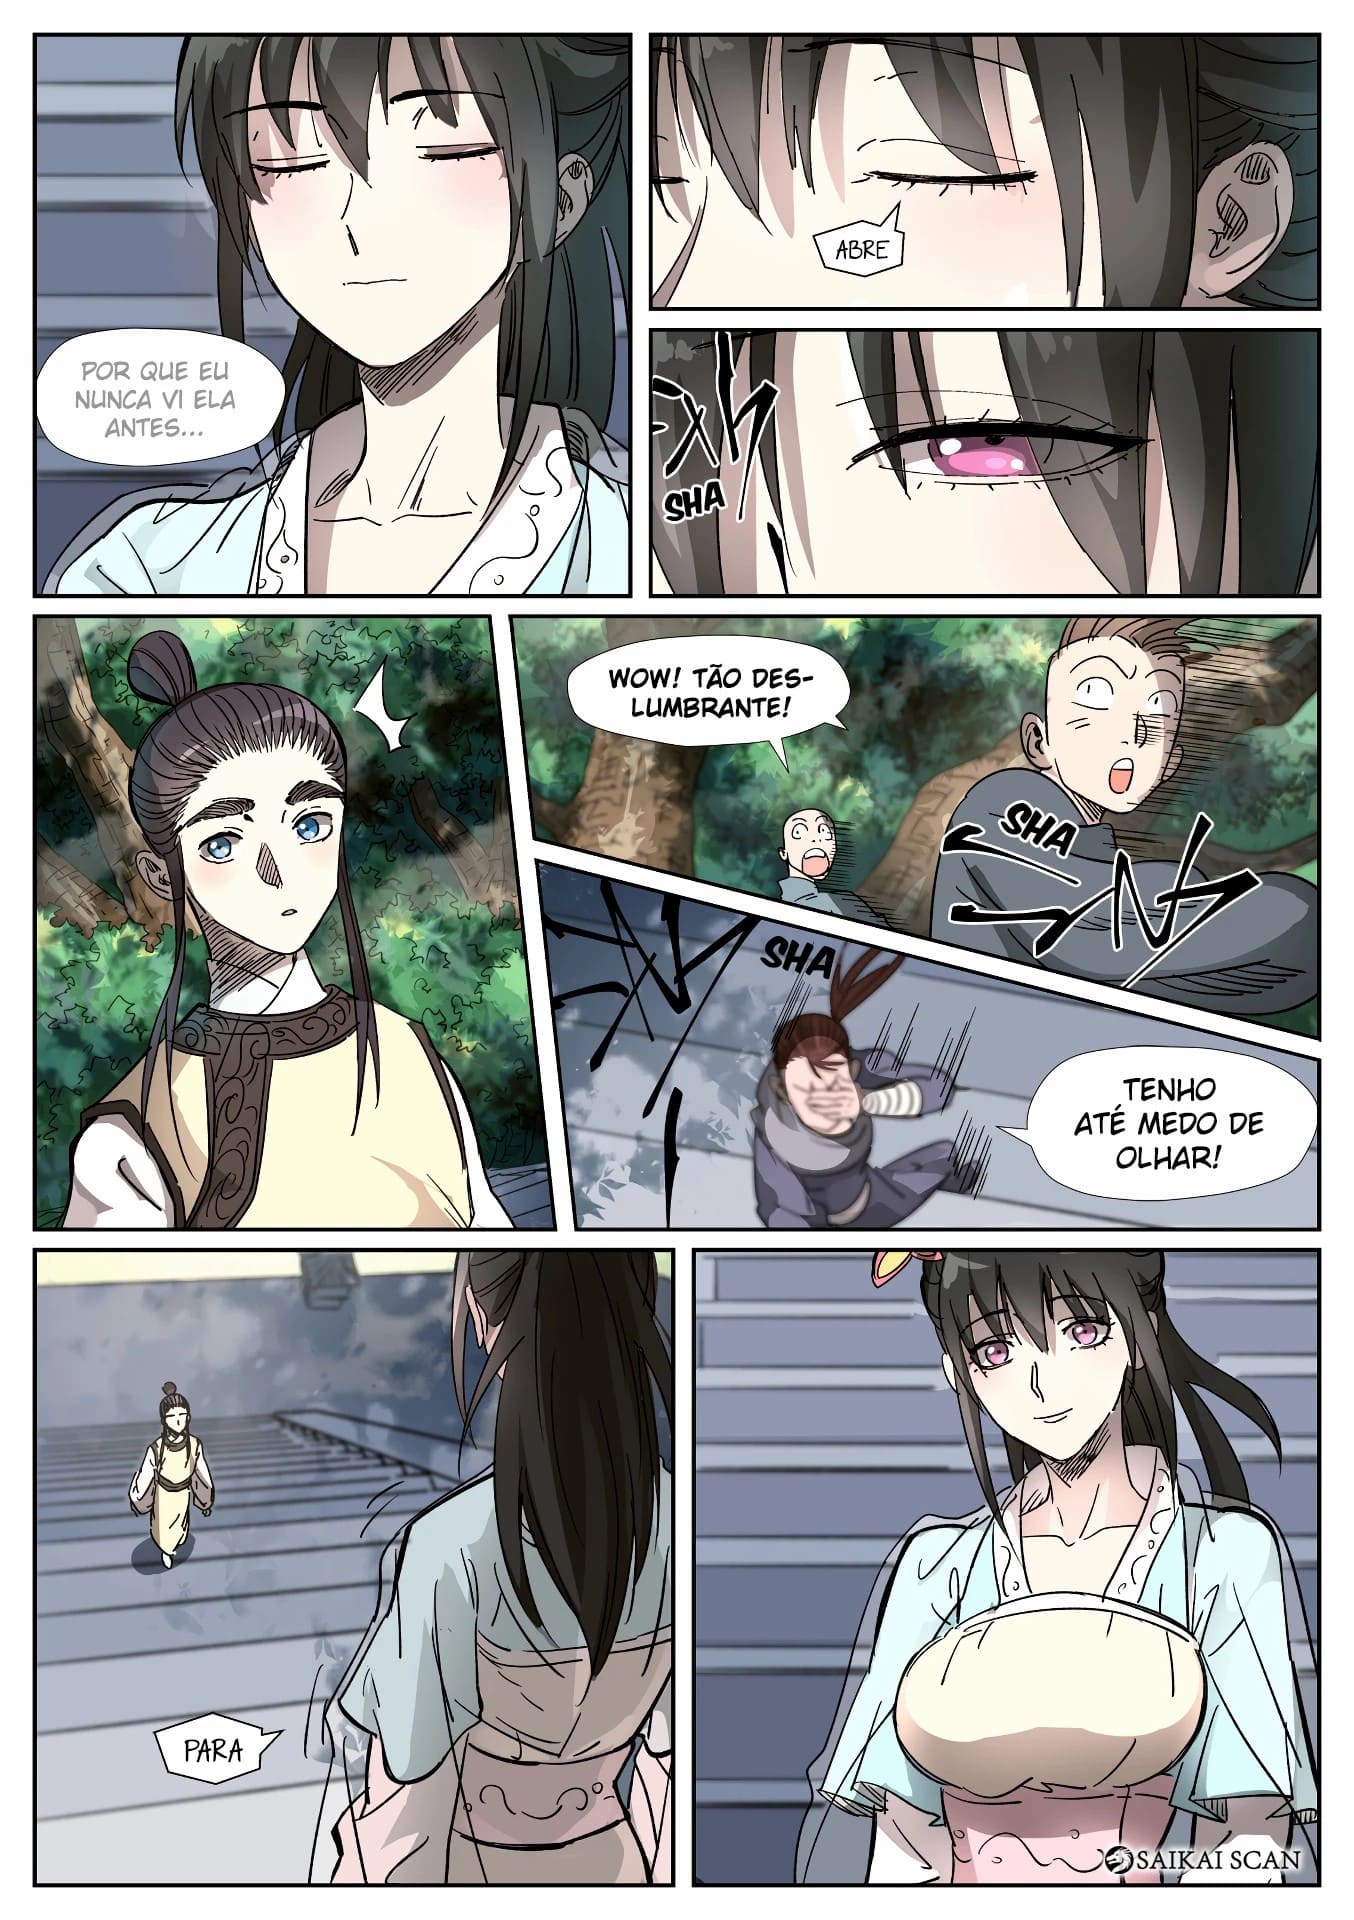 POR QUE EU
NUNCA VI ELA
ANTES...
ABRE
SHA
WOW! TÃO DES-
LUMBRANTE!
SHA
SHA
TENHO
ATÉ MEDO DE
OLHAR!
PARA
SAIKAI SCAN